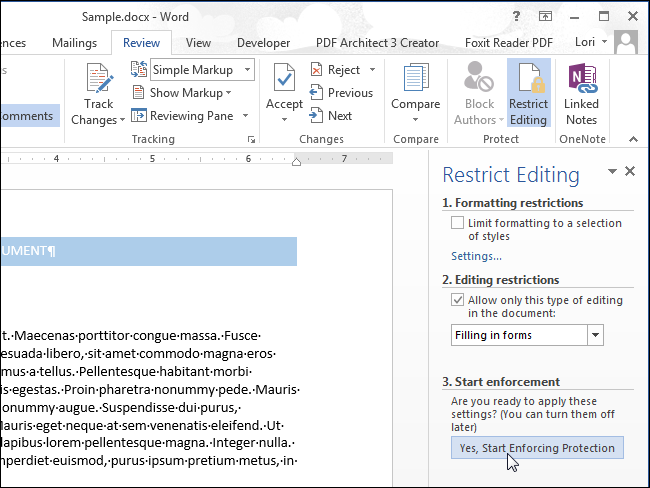 Sample.docx - Word
ences Mailings Review View Developer PDF Architect 3 Creator Foxit Reader PDF Lori
Simple Markup
Show Markup
Reviewing Pane
omments
Track
Changes
Tracking
Accept
Reject
Previous
Next
Changes
Compare
Compare
Block
Authors
Restrict
Editing
Protect
Linked
Notes
OneNote
4 5 6 7
UMENT¶
t.·Maecenas·porttitor·congue·massa.·Fusce·
esuada·libero,·sit·amet·commodo·magna·eros·
mus·a·tellus.·Pellentesque·habitant·morbi·
is·egestas.·Proin·pharetra·nonummy·pede.·Mauris·
onummy·augue.·Suspendisse·dui·purus,·
Mauris·eget·neque·at·sem·venenatis·eleifend.·Ut·
dapibus·lorem·pellentesque·magna.·Integer·nulla.·
mperdiet·euismod,·purus·ipsum·pretium·metus,·in·
Restrict Editing
1. Formatting restrictions
Limit formatting to a selection
of styles
Settings...
2. Editing restrictions
Allow only this type of editing
in the document:
Filling in forms
3. Start enforcement
Are you ready to apply these
settings? (You can turn them off
later)
Yes, Start Enforcing Protection